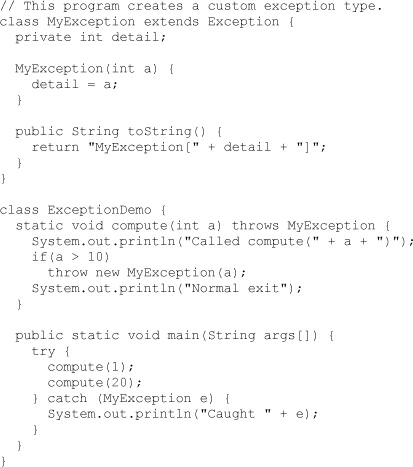 // This program creates a custom exception type.
class MyException extends Exception {
  private int detail;

  MyException(int a) {
    detail = a;
  }

  public String toString() {
    return "MyException[" + detail + "]";
  }
}

class ExceptionDemo {
  static void compute(int a) throws MyException {
    System.out.println("Called compute(" + a + ")");
    if(a > 10)
      throw new MyException(a);
    System.out.println("Normal exit");
  }

  public static void main(String args[]) {
    try {
      compute(1);
      compute(20);
    } catch (MyException e) {
      System.out.println("Caught " + e);
    }
  }
}